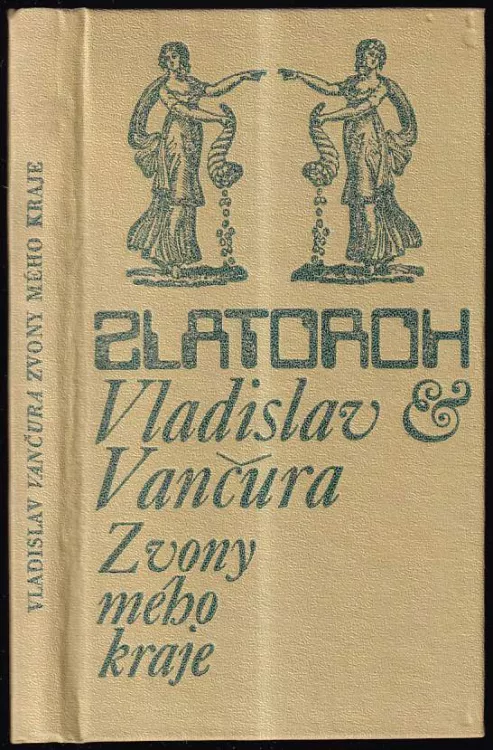 VLADISLAV VANČURA ZVONY MÉHO KRAJE
ZLATOROH
Vladislav &
Vančura
Zvony
mého
kraje